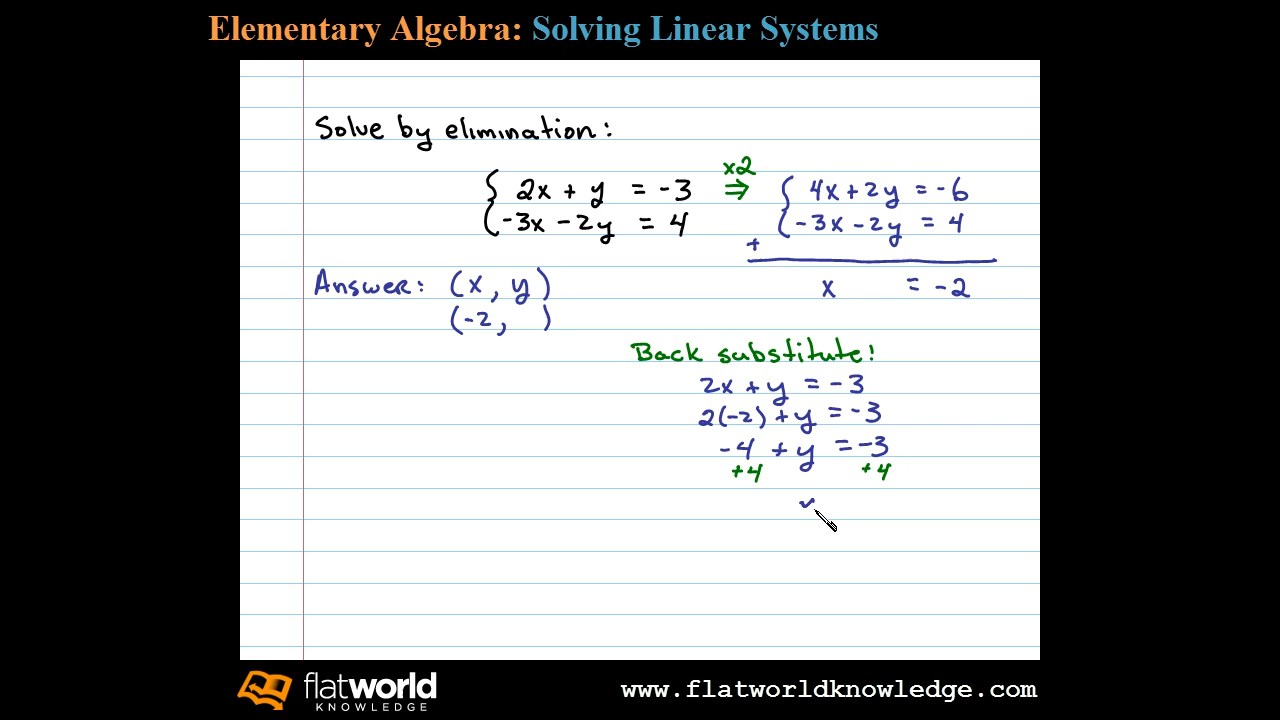 Elementary Algebra: Solving Linear Systems
Solve by elimination:
x2
{ 2x + y = -3 ⇒ { 4x + 2y = -6
{ -3x - 2y = 4 { -3x - 2y = 4
+
Answer: (x, y)
x = -2
(-2, )
Back substitute!
2x + y = -3
2(-2) + y = -3
-4 + y = -3
+4 +4
flatworld
KNOWLEDGE
www.flatworldknowledge.com